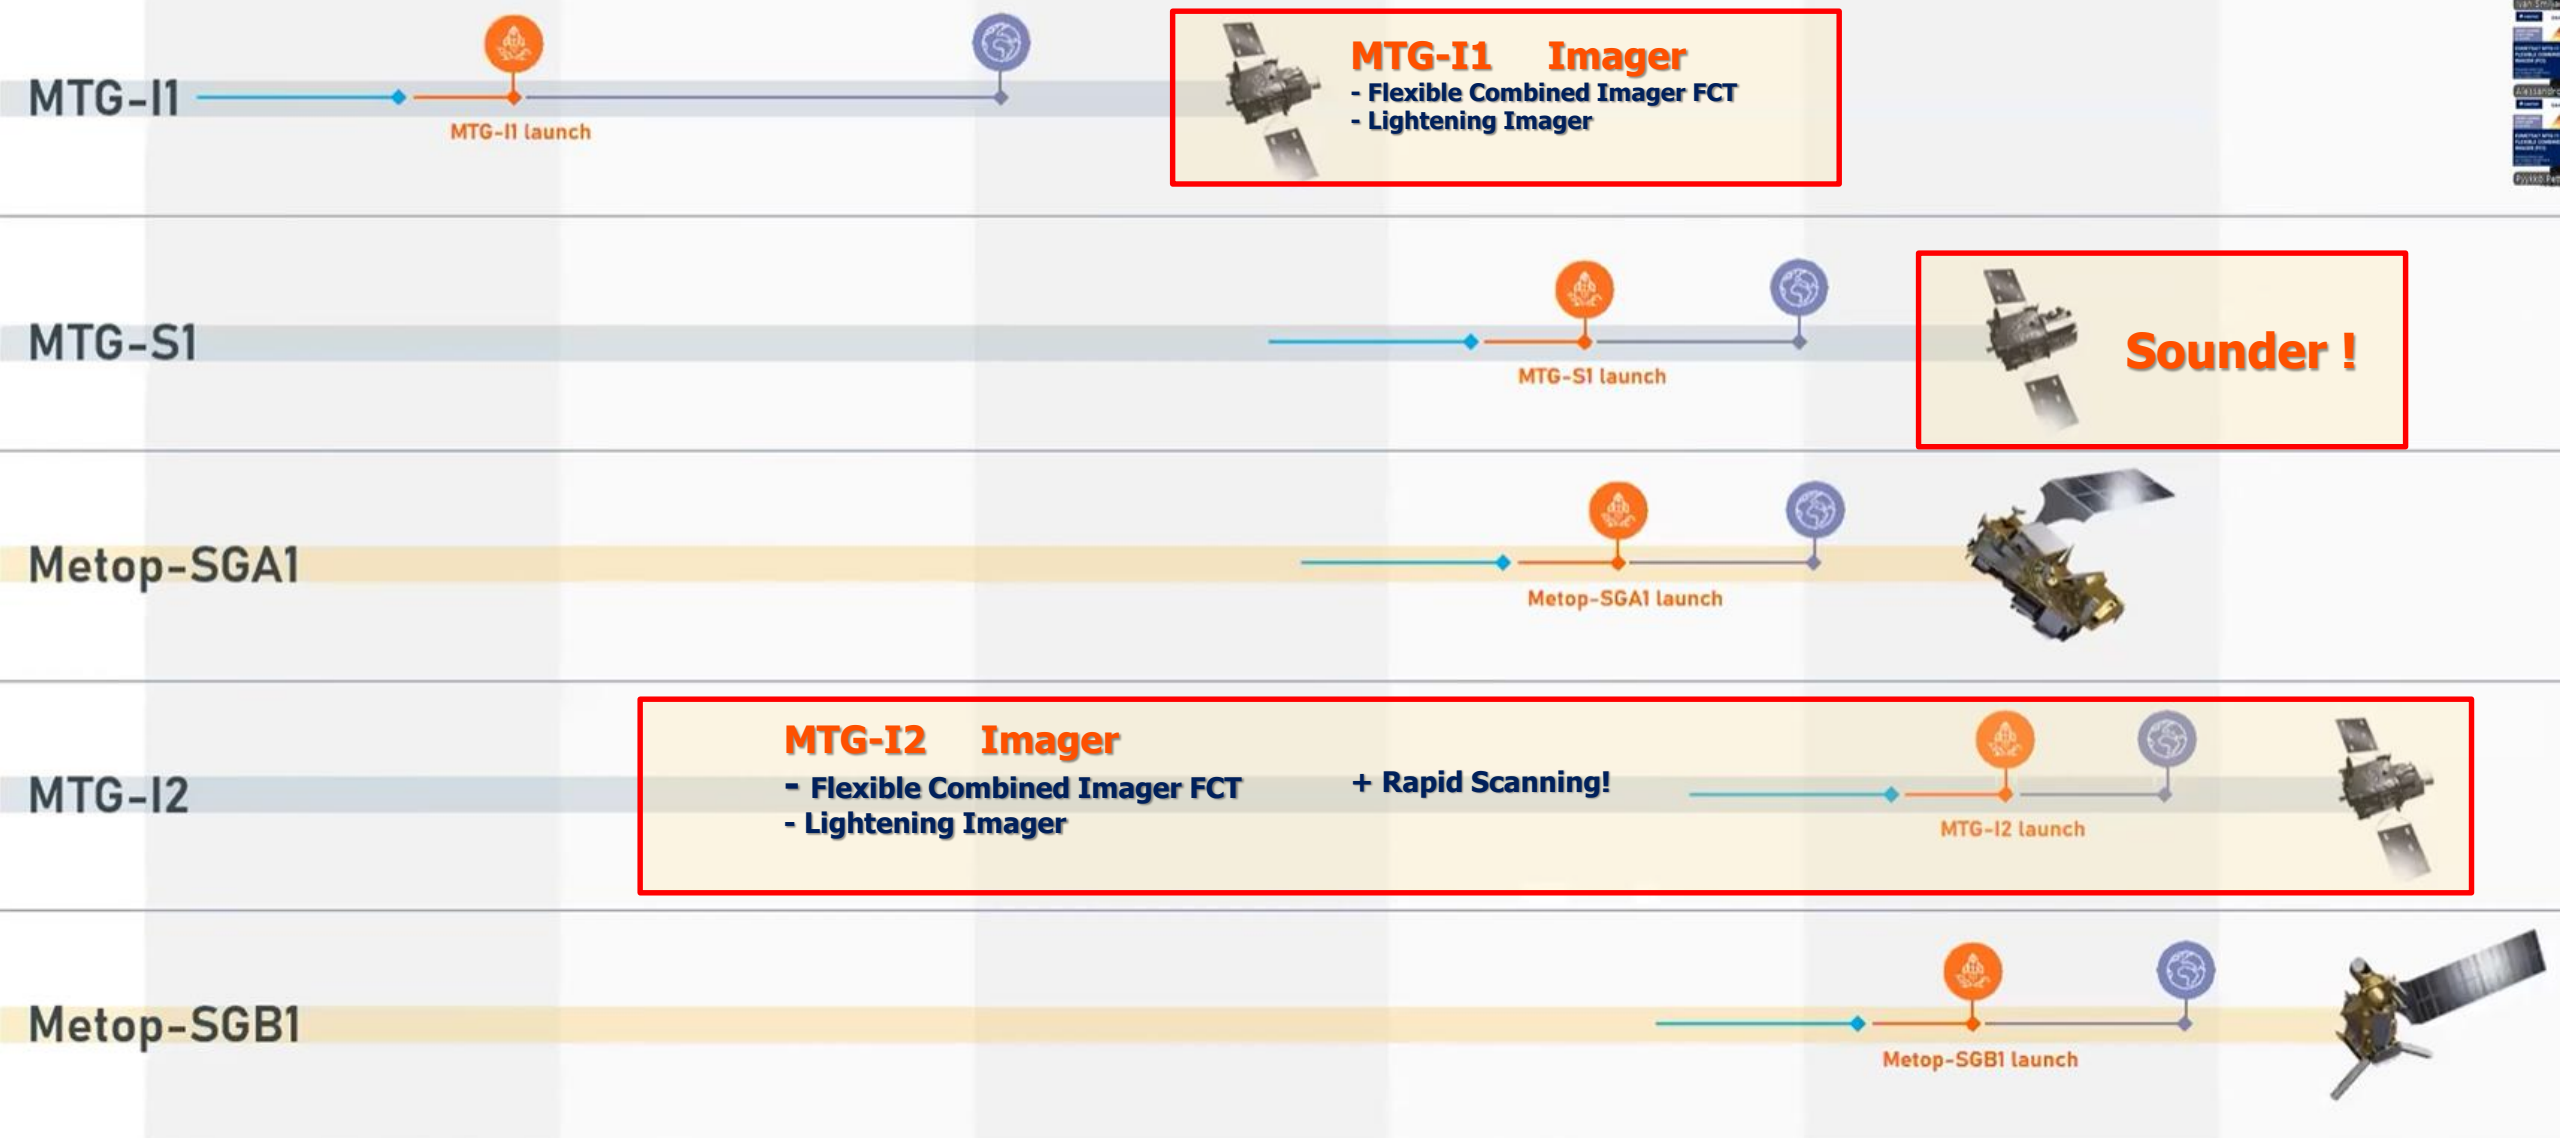 MTG-I1
MTG-I1 launch
MTG-I1 Imager
- Flexible Combined Imager FCT
- Lightening Imager
MTG-S1
MTG-S1 launch
Sounder !
Metop-SGA1
Metop-SGA1 launch
MTG-I2
MTG-I2 Imager
- Flexible Combined Imager FCT
+ Rapid Scanning!
- Lightening Imager
MTG-I2 launch
Metop-SGB1
Metop-SGB1 launch